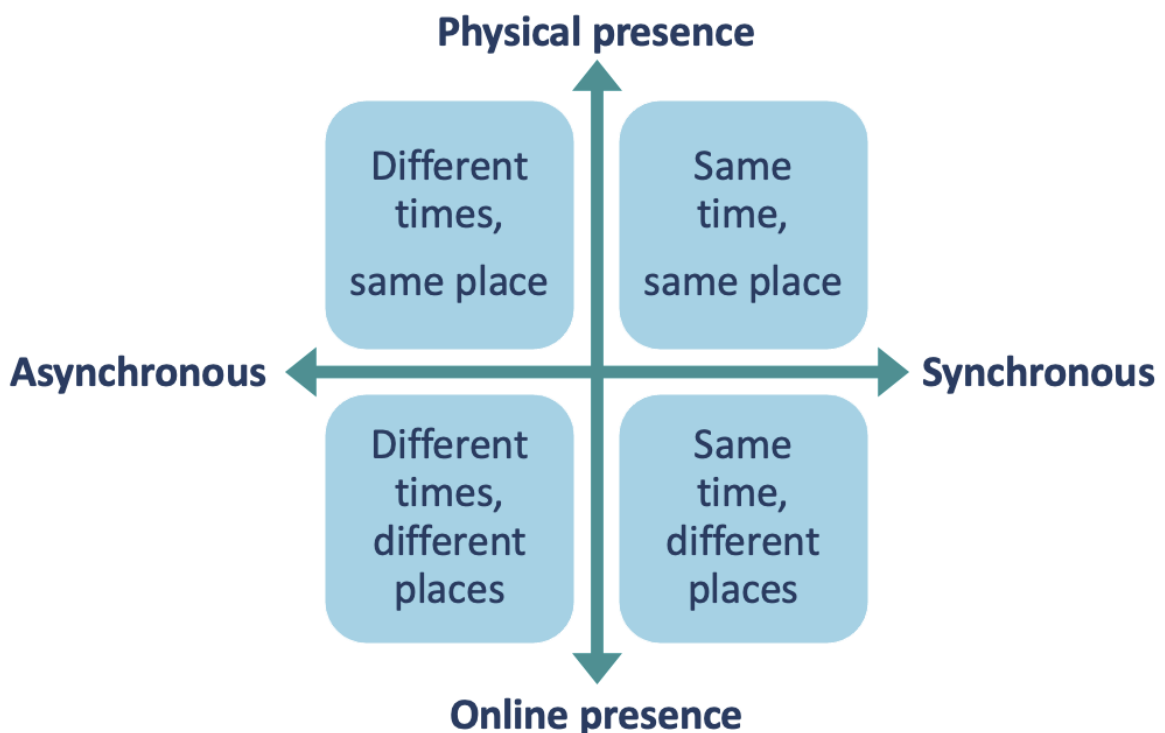 Physical presence
Different
times,
same place
Same
time,
same place
Asynchronous
Synchronous
Different
times,
different
places
Same
time,
different
places
Online presence